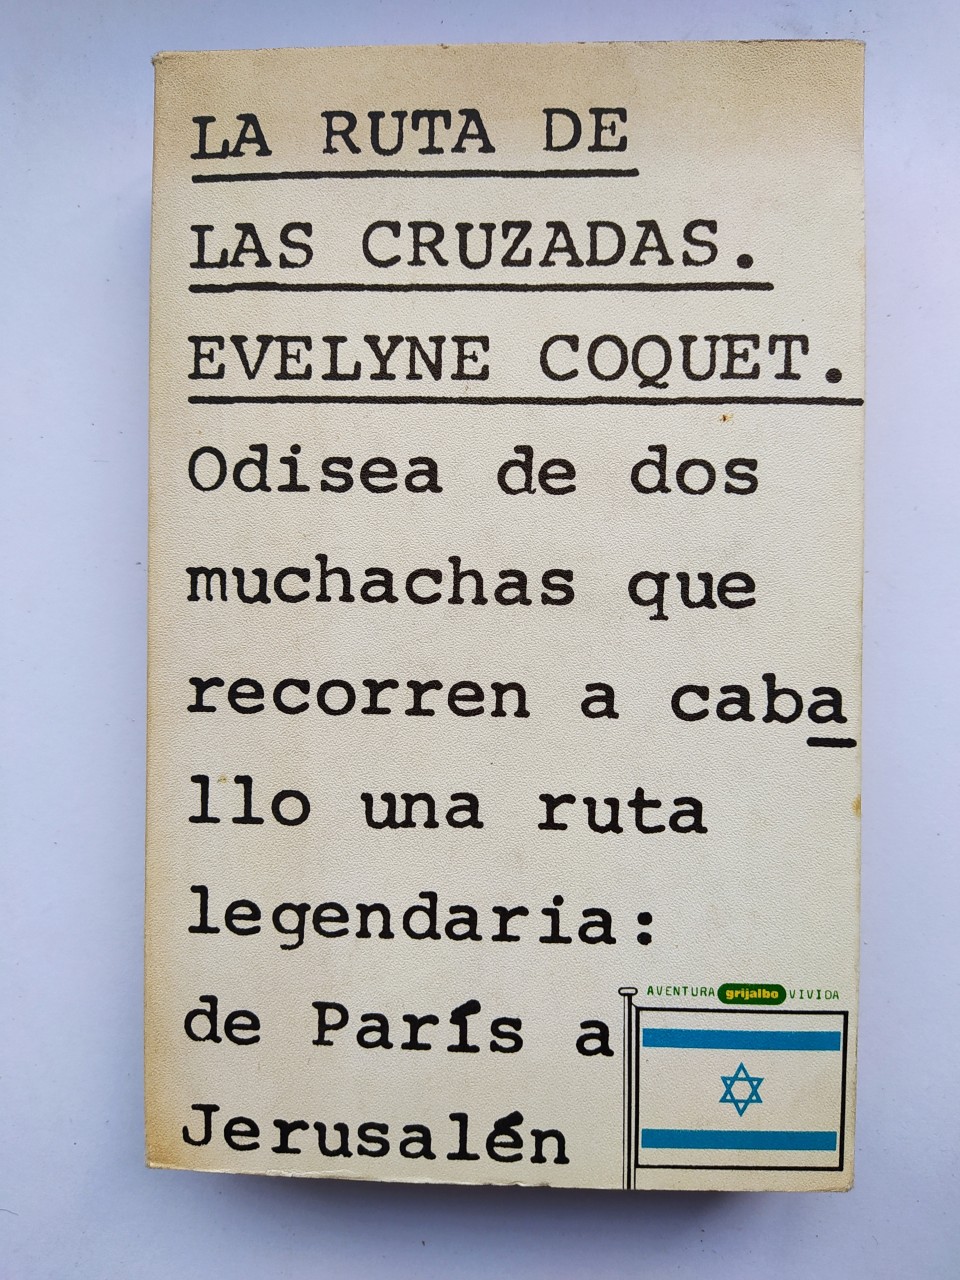 LA RUTA DE
LAS CRUZADAS.
EVELYNE COQUET.
Odisea de dos
muchachas que
recorren a caba
llo una ruta
legendaria:
de París a
Jerusalén
AVENTURA grijalbo VIVIDA